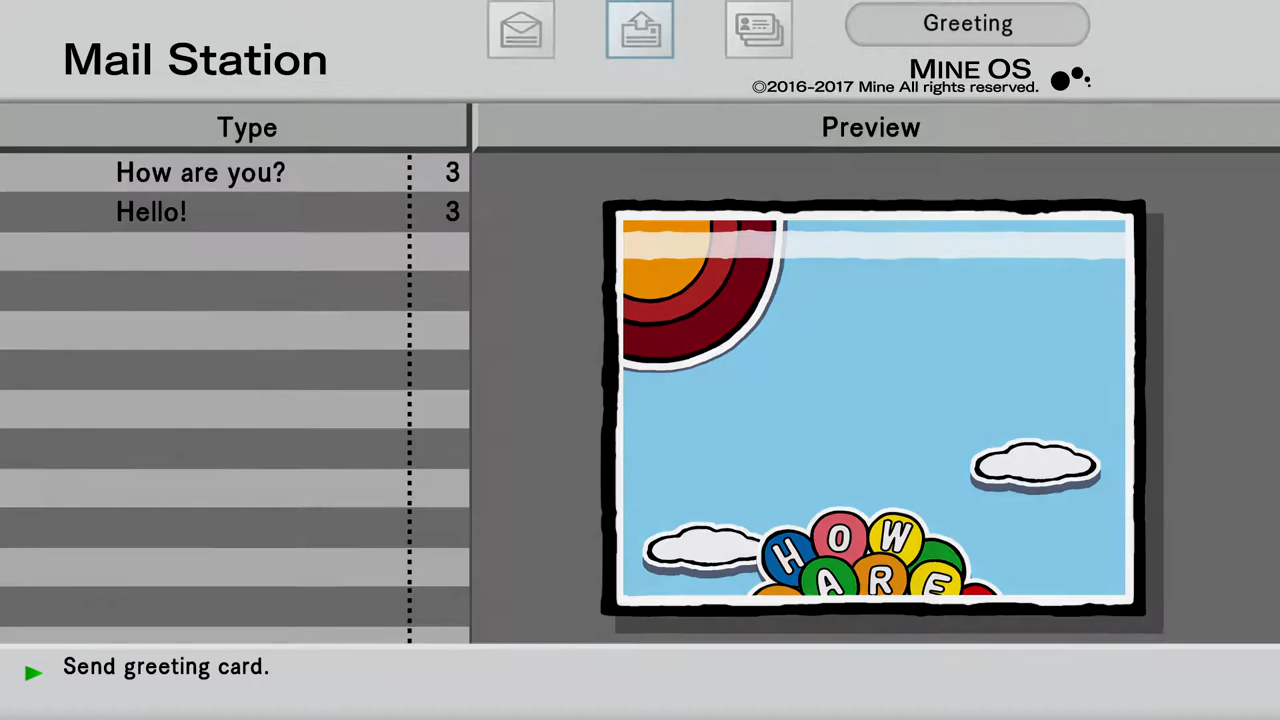 Mail Station
Greeting
MINE OS
©2016-2017 Mine All rights reserved.
Type
Preview
How are you? 3
Hello! 3
HOW
ARE
Send greeting card.